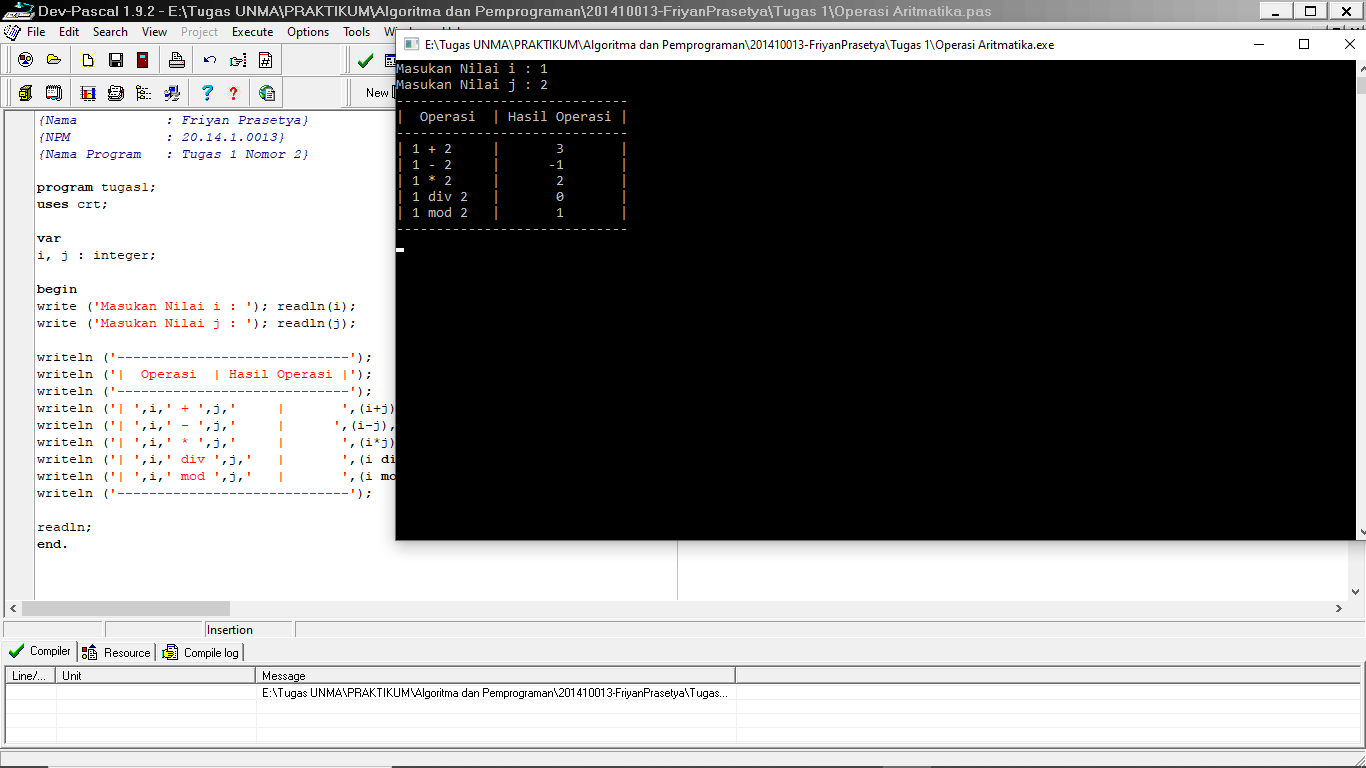 Dev-Pascal 1.9.2 - E:\Tugas UNMA\PRAKTIKUM\Algoritma dan Pemprograman\201410013-FriyanPrasetya\Tugas 1\Operasi Aritmatika.pas
File Edit Search View Project Execute Options Tools
New
{Nama           : Friyan Prasetya}
{NPM            : 20.14.1.0013}
{Nama Program   : Tugas 1 Nomor 2}
program tugas1;
uses crt;
var
i, j : integer;
begin
write ('Masukan Nilai i : '); readln(i);
write ('Masukan Nilai j : '); readln(j);
writeln ('-----------------------------');
writeln ('|  Operasi  | Hasil Operasi |');
writeln ('-----------------------------');
writeln ('| ',i,' + ',j,'     |       ',(i+j)
writeln ('| ',i,' - ',j,'     |      ',(i-j),
writeln ('| ',i,' * ',j,'     |       ',(i*j)
writeln ('| ',i,' div ',j,'   |       ',(i di
writeln ('| ',i,' mod ',j,'   |       ',(i mo
writeln ('-----------------------------');
readln;
end.
E:\Tugas UNMA\PRAKTIKUM\Algoritma dan Pemprograman\201410013-FriyanPrasetya\Tugas 1\Operasi Aritmatika.exe
Masukan Nilai i : 1
Masukan Nilai j : 2
-----------------------------
|  Operasi  | Hasil Operasi |
-----------------------------
| 1 + 2     |       3       |
| 1 - 2     |      -1       |
| 1 * 2     |       2       |
| 1 div 2   |       0       |
| 1 mod 2   |       1       |
-----------------------------
Insertion
Compiler Resource Compile log
Line/... Unit Message
E:\Tugas UNMA\PRAKTIKUM\Algoritma dan Pemprograman\201410013-FriyanPrasetya\Tugas...